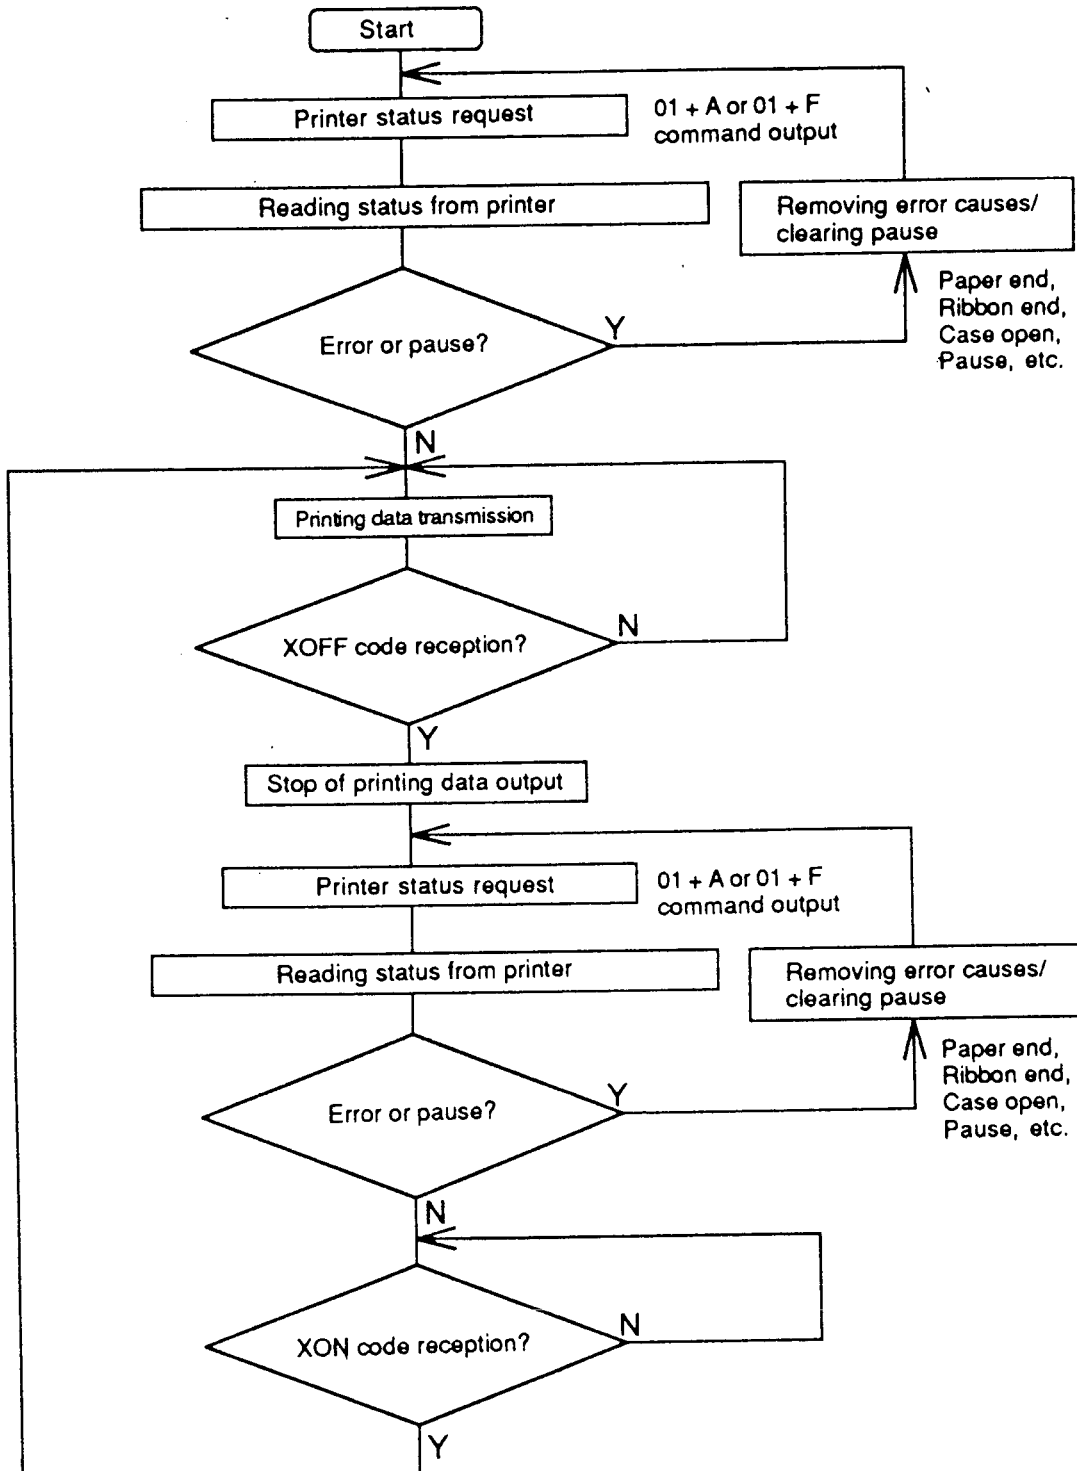 Start
Printer status request
01 + A or 01 + F
command output
Reading status from printer
Removing error causes/
clearing pause
Paper end,
Ribbon end,
Case open,
Pause, etc.
Error or pause?
Y
N
Printing data transmission
XOFF code reception?
N
Y
Stop of printing data output
Printer status request
01 + A or 01 + F
command output
Reading status from printer
Removing error causes/
clearing pause
Paper end,
Ribbon end,
Case open,
Pause, etc.
Error or pause?
Y
N
XON code reception?
N
Y